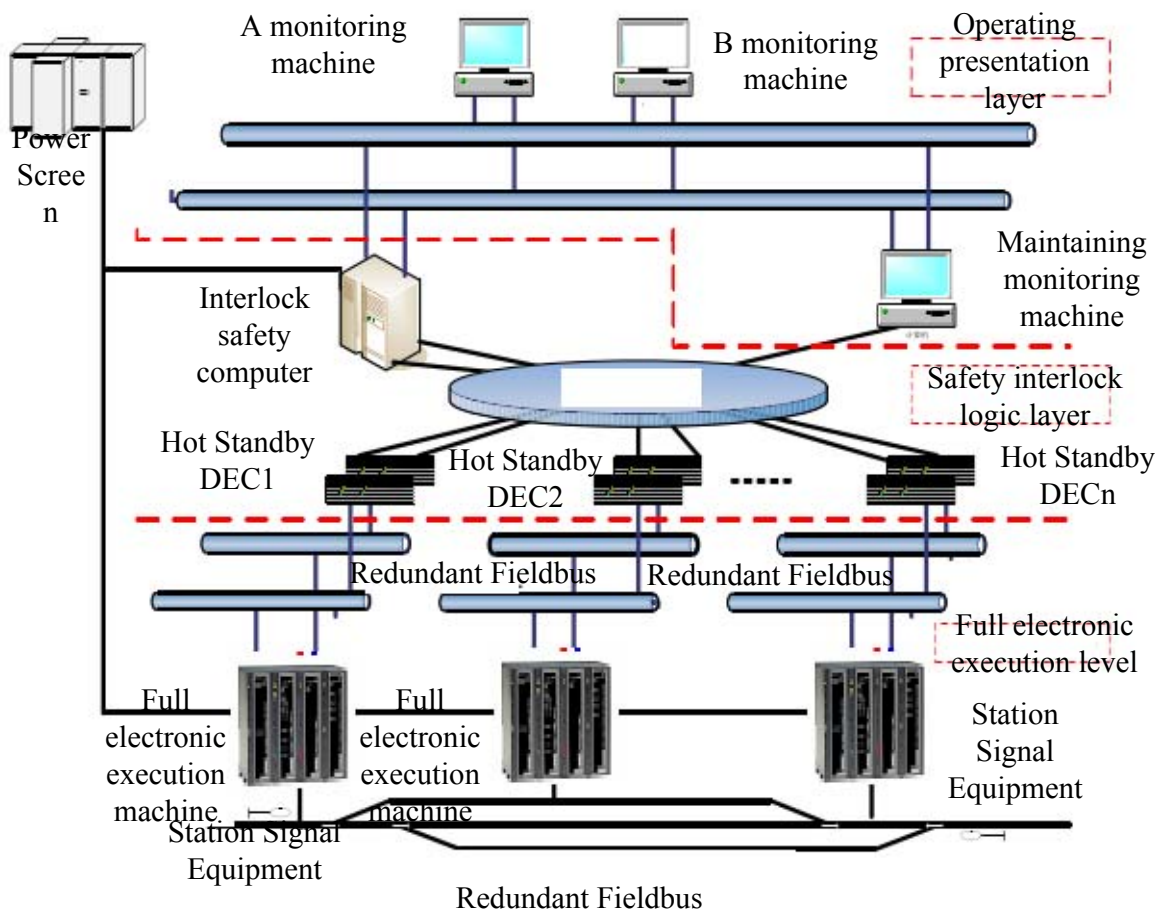 A monitoring
machine
B monitoring
machine
Operating
presentation
layer
Power
Scree
n
Maintaining
monitoring
machine
Interlock
safety
computer
Safety interlock
logic layer
Hot Standby
DEC1
Hot Standby
DEC2
Hot Standby
DECn
Redundant Fieldbus
Redundant Fieldbus
Full electronic
execution level
Full
electronic
execution
machine
Full
electronic
execution
machine
Station
Signal
Equipment
Station Signal
Equipment
Redundant Fieldbus